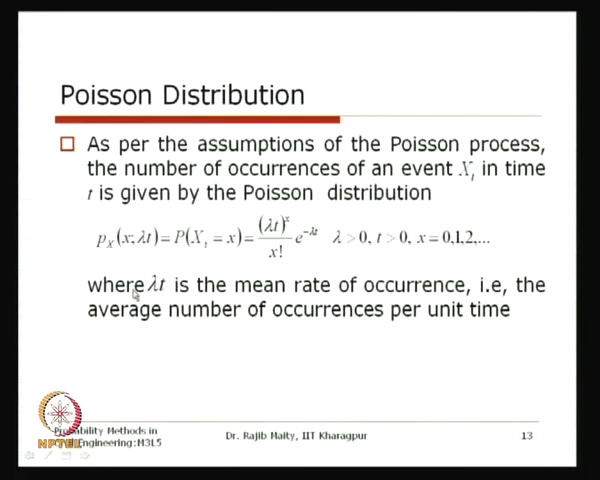 Poisson Distribution
As per the assumptions of the Poisson process,
the number of occurrences of an event X_t in time
t is given by the Poisson distribution
p_X(x; λt) = P(X_t = x) = (λt)^x / x! e^{-λt}   λ > 0, t > 0, x = 0,1,2,...
where λt is the mean rate of occurrence, i.e, the
average number of occurrences per unit time
Probability Methods in
Engineering:M3L5
Dr. Rajib Maity, IIT Kharagpur
13
NPTEL